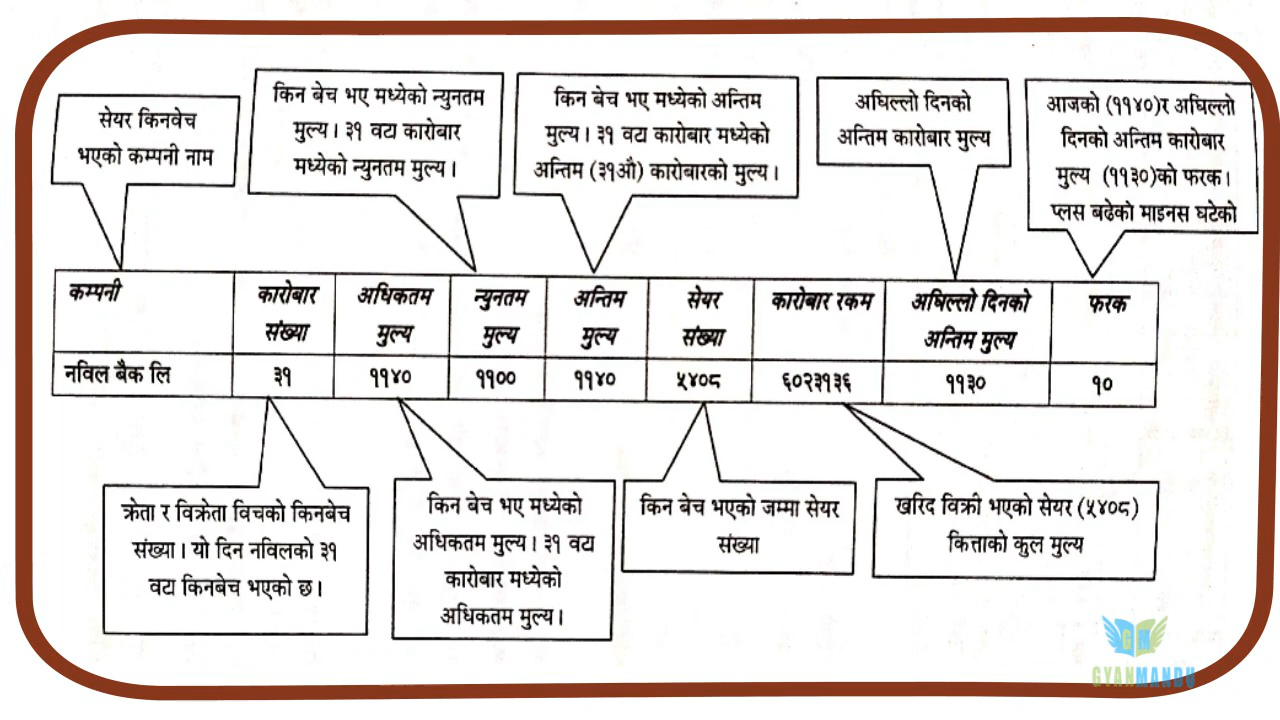 सेयर किनवेच
भएको कम्पनी नाम
किन बेच भए मध्येको न्युनतम
मुल्य। ३१ वटा कारोबार
मध्येको न्युनतम मुल्य।
किन बेच भए मध्येको अन्तिम
मुल्य। ३१ वटा कारोबार मध्येको
अन्तिम (३१औ) कारोबारको मुल्य।
अघिल्लो दिनको
अन्तिम कारोबार मुल्य
आजको (११४०)र अघिल्लो
दिनको अन्तिम कारोबार
मुल्य (११३०)को फरक।
प्लस बढेको माइनस घटेको
कम्पनी
कारोबार
संख्या
अधिकतम
मुल्य
न्युनतम
मुल्य
अन्तिम
मुल्य
सेयर
संख्या
कारोबार रकम
अघिल्लो दिनको
अन्तिम मुल्य
फरक
नविल बैक लि
३१
११४०
११००
११४०
५४०८
६०२३१३६
११३०
१०
क्रेता र विक्रेता विचको किनबेच
संख्या। यो दिन नविलको ३१
वटा किनबेच भएको छ।
किन बेच भए मध्येको
अधिकतम मुल्य। ३१ वटा
कारोबार मध्येको
अधिकतम मुल्य।
किन बेच भएको जम्मा सेयर
संख्या
खरिद विक्री भएको सेयर (५४०८)
कित्ताको कुल मुल्य
GM
GYANMANDU